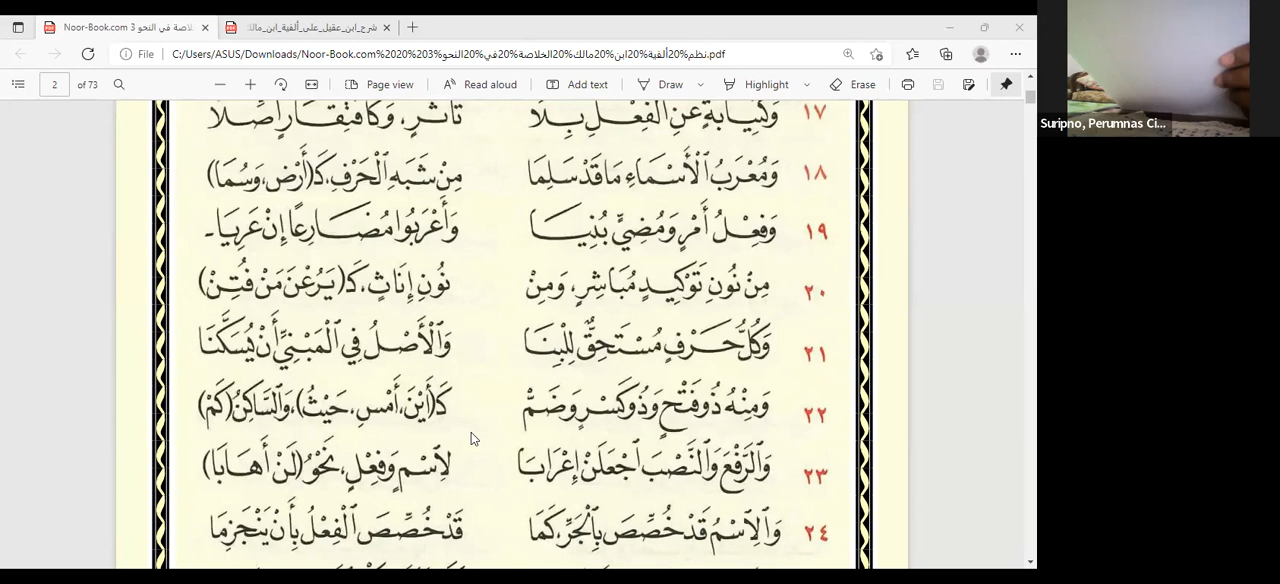 Noor-Book.com 3 لاصة في النحو
شرح_ابن_عقيل_على_ألفية_ابن_مالك
File
C:/Users/ASUS/Downloads/Noor-Book.com%2020%203%نظم%20ألفية%20ابن%20مالك%20الخلاصة%20في%20النحو.pdf
2 of 73
Page view
Read aloud
Add text
Draw
Highlight
Erase
Suripno, Perumnas Ci...
١٧ وَكَنِيَابَةٍ عَنِ الْفِعْلِ بِلَا تَأَثُّرٍ، وَكَافْتِقَارٍ أُصِّلَا
١٨ وَمُعْرَبُ الْأَسْمَاءِ مَا قَدْ سَلِمَا مِنْ شَبَهِ الْحَرْفِ كَـ(أَرْضٍ، وَسُمَا)
١٩ وَفِعْلُ أَمْرٍ وَمُضِيٍّ بُنِيَا وَأَعْرَبُوا مُضَارِعًا إِنْ عَرِيَا ـ
٢٠ مِنْ نُونِ تَوْكِيدٍ مُبَاشِرٍ، وَمِنْ نُونِ إِنَاثٍ، كَـ(يَرُعْنَ مَنْ فُتِنْ)
٢١ وَكُلُّ حَرْفٍ مُسْتَحِقٌّ لِلْبِنَا وَالْأَصْلُ فِي الْمَبْنِيِّ أَنْ يُسَكَّنَا
٢٢ وَمِنْهُ ذُو فَتْحٍ وَذُو كَسْرٍ وَضَمّْ كَـ(أَيْنَ، أَمْسِ، حَيْثُ)، وَالسَّاكِنُ (كَمْ)
٢٣ وَالرَّفْعَ وَالنَّصْبَ اجْعَلَنْ إِعْرَابَا لِاسْمٍ وَفِعْلٍ، نَحْوُ (لَنْ أَهَابَا)
٢٤ وَالِاسْمُ قَدْ خُصِّصَ بِالْجَرِّ، كَمَا قَدْ خُصِّصَ الْفِعْلُ بِأَنْ يَنْجَزِمَا